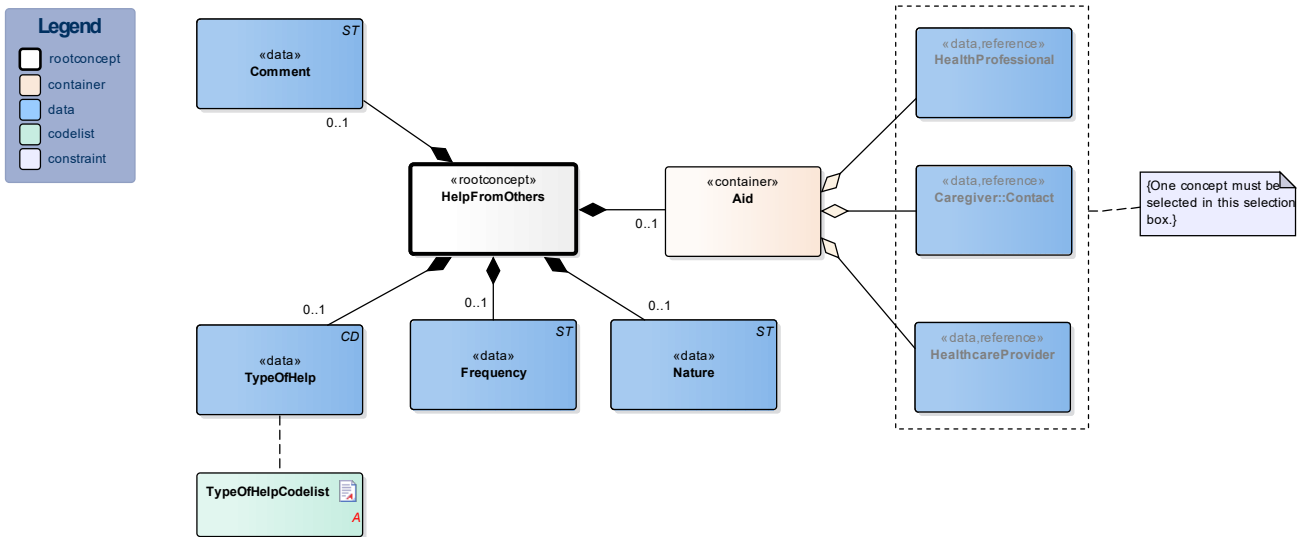 Legend
rootconcept
container
data
codelist
constraint
ST
«data»
Comment
0..1
«rootconcept»
HelpFromOthers
0..1
«container»
Aid
«data,reference»
HealthProfessional
«data,reference»
Caregiver::Contact
«data,reference»
HealthcareProvider
{One concept must be
selected in this selection
box.}
0..1
CD
«data»
TypeOfHelp
0..1
ST
«data»
Frequency
0..1
ST
«data»
Nature
TypeOfHelpCodelist
A